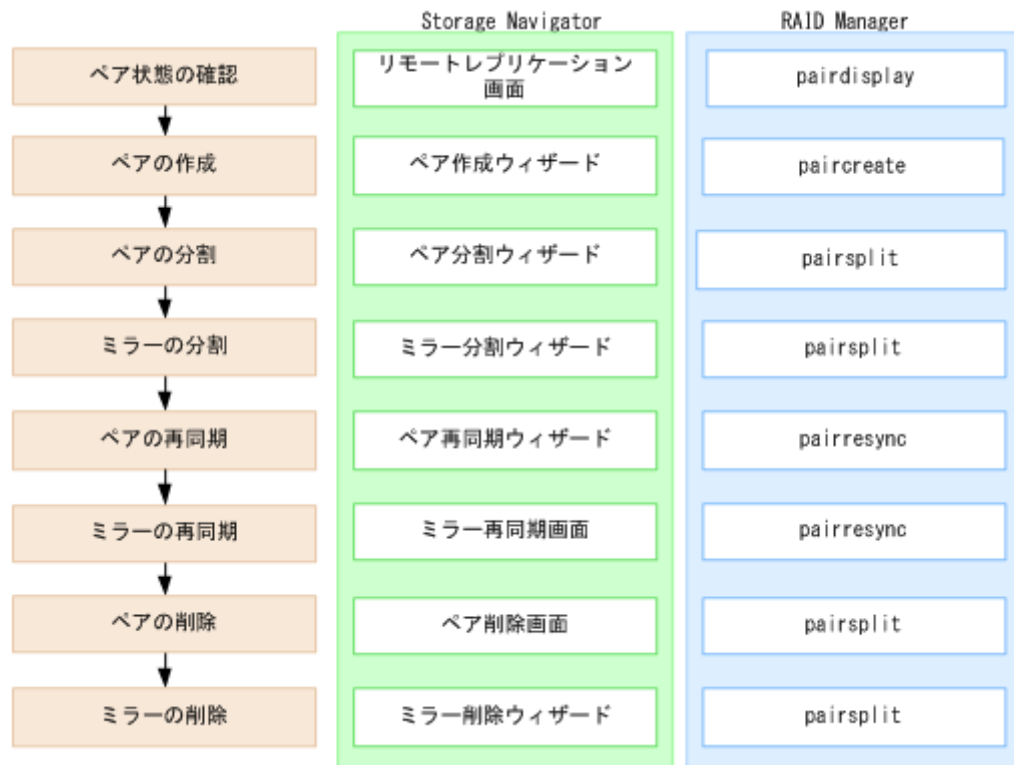 Storage Navigator
RAID Manager
ペア状態の確認
リモートレプリケーション
画面
pairdisplay
ペアの作成
ペア作成ウィザード
paircreate
ペアの分割
ペア分割ウィザード
pairsplit
ミラーの分割
ミラー分割ウィザード
pairsplit
ペアの再同期
ペア再同期ウィザード
pairresync
ミラーの再同期
ミラー再同期画面
pairresync
ペアの削除
ペア削除画面
pairsplit
ミラーの削除
ミラー削除ウィザード
pairsplit